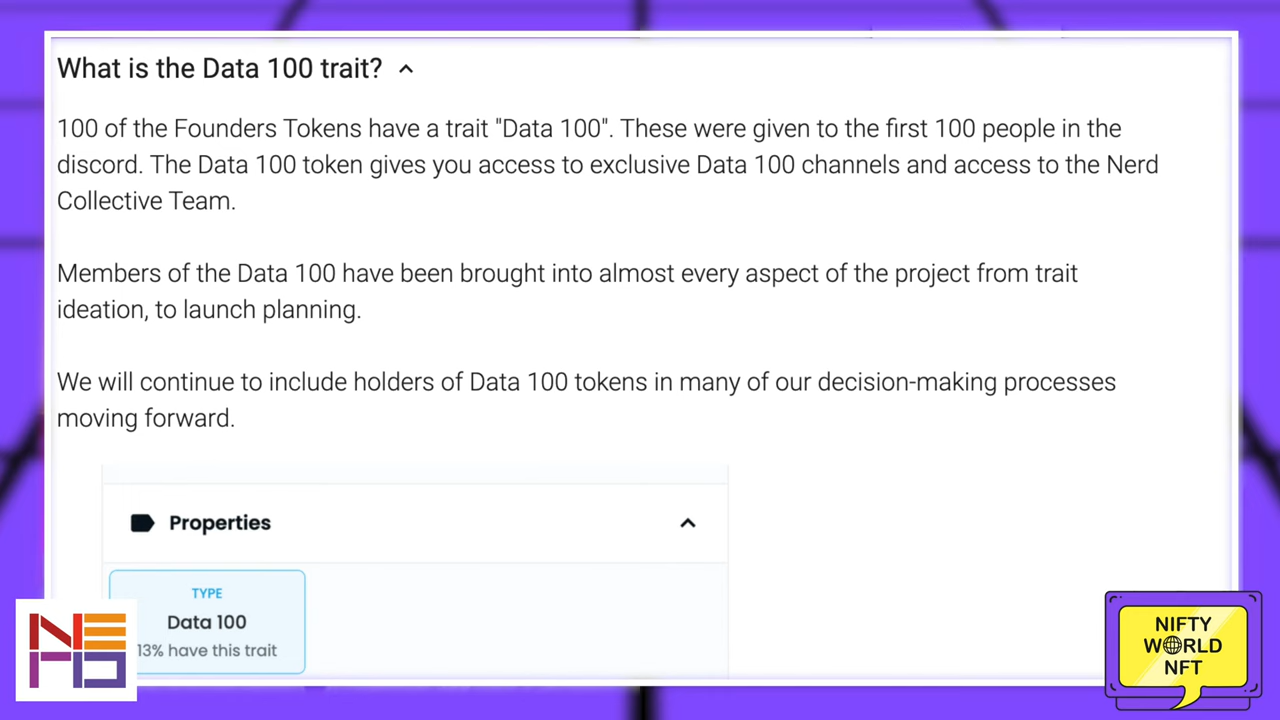 What is the Data 100 trait?
100 of the Founders Tokens have a trait "Data 100". These were given to the first 100 people in the
discord. The Data 100 token gives you access to exclusive Data 100 channels and access to the Nerd
Collective Team.
Members of the Data 100 have been brought into almost every aspect of the project from trait
ideation, to launch planning.
We will continue to include holders of Data 100 tokens in many of our decision-making processes
moving forward.
Properties
TYPE
Data 100
13% have this trait
NERD
NIFTY
WORLD
NFT